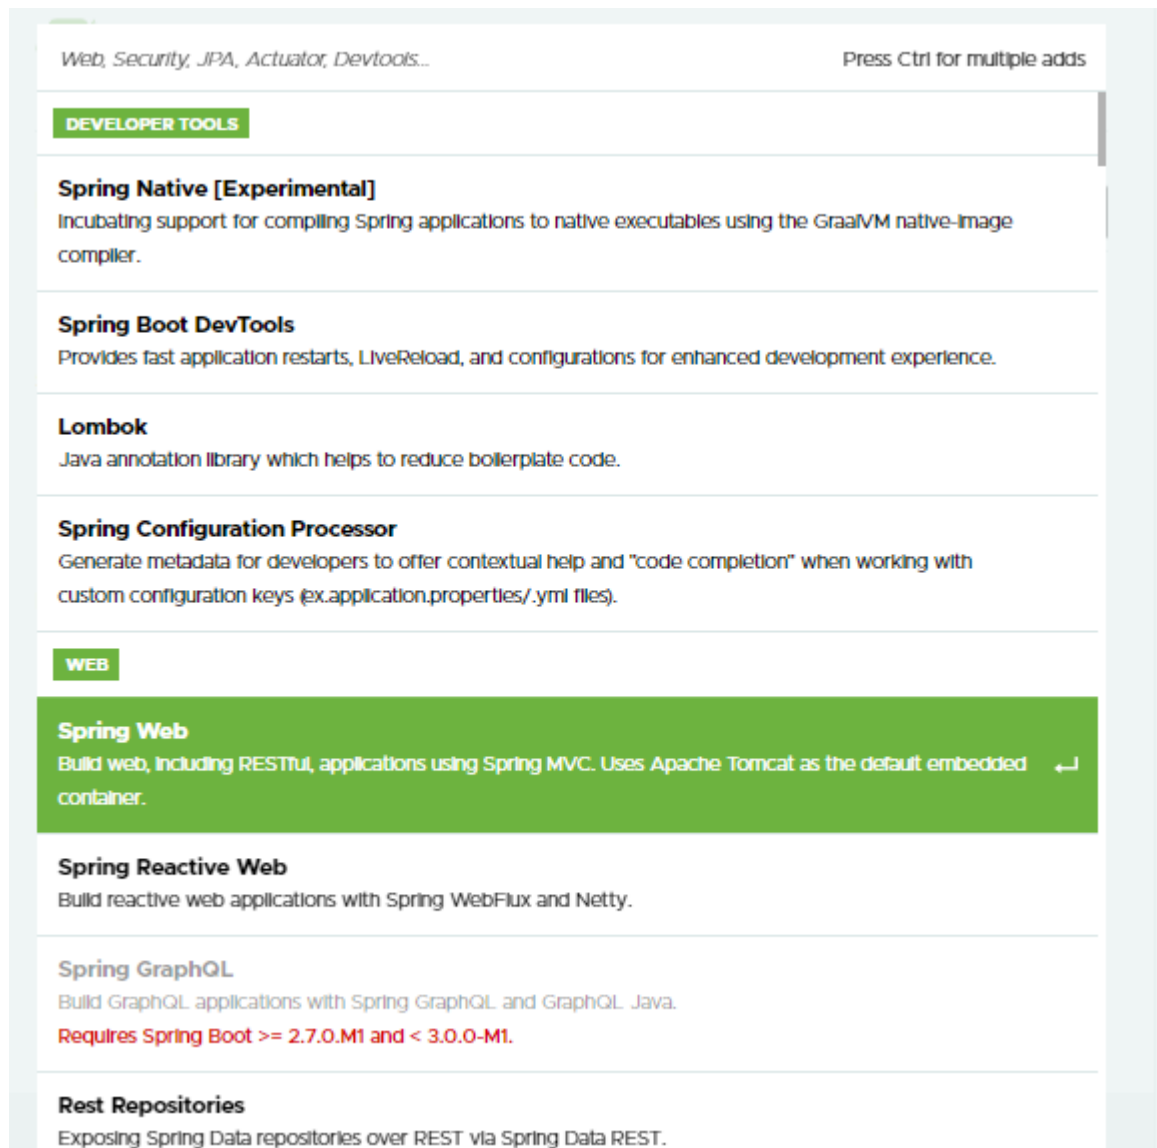 Web, Security, JPA, Actuator, Devtools...
Press Ctrl for multiple adds
DEVELOPER TOOLS
Spring Native [Experimental]
Incubating support for compiling Spring applications to native executables using the GraalVM native-image
compiler.
Spring Boot DevTools
Provides fast application restarts, LiveReload, and configurations for enhanced development experience.
Lombok
Java annotation library which helps to reduce boilerplate code.
Spring Configuration Processor
Generate metadata for developers to offer contextual help and "code completion" when working with
custom configuration keys (ex.application.properties/.yml files).
WEB
Spring Web
Build web, including RESTful, applications using Spring MVC. Uses Apache Tomcat as the default embedded
container.
Spring Reactive Web
Build reactive web applications with Spring WebFlux and Netty.
Spring GraphQL
Build GraphQL applications with Spring GraphQL and GraphQL Java.
Requires Spring Boot >= 2.7.0.M1 and < 3.0.0-M1.
Rest Repositories
Exposing Spring Data repositories over REST via Spring Data REST.